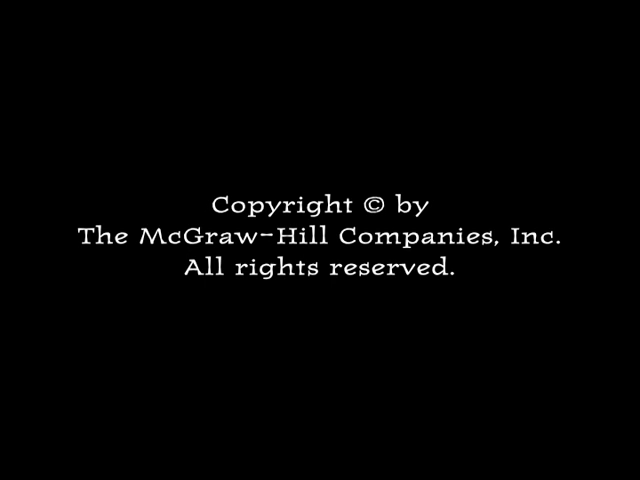 Copyright © by
The McGraw-Hill Companies, Inc.
All rights reserved.